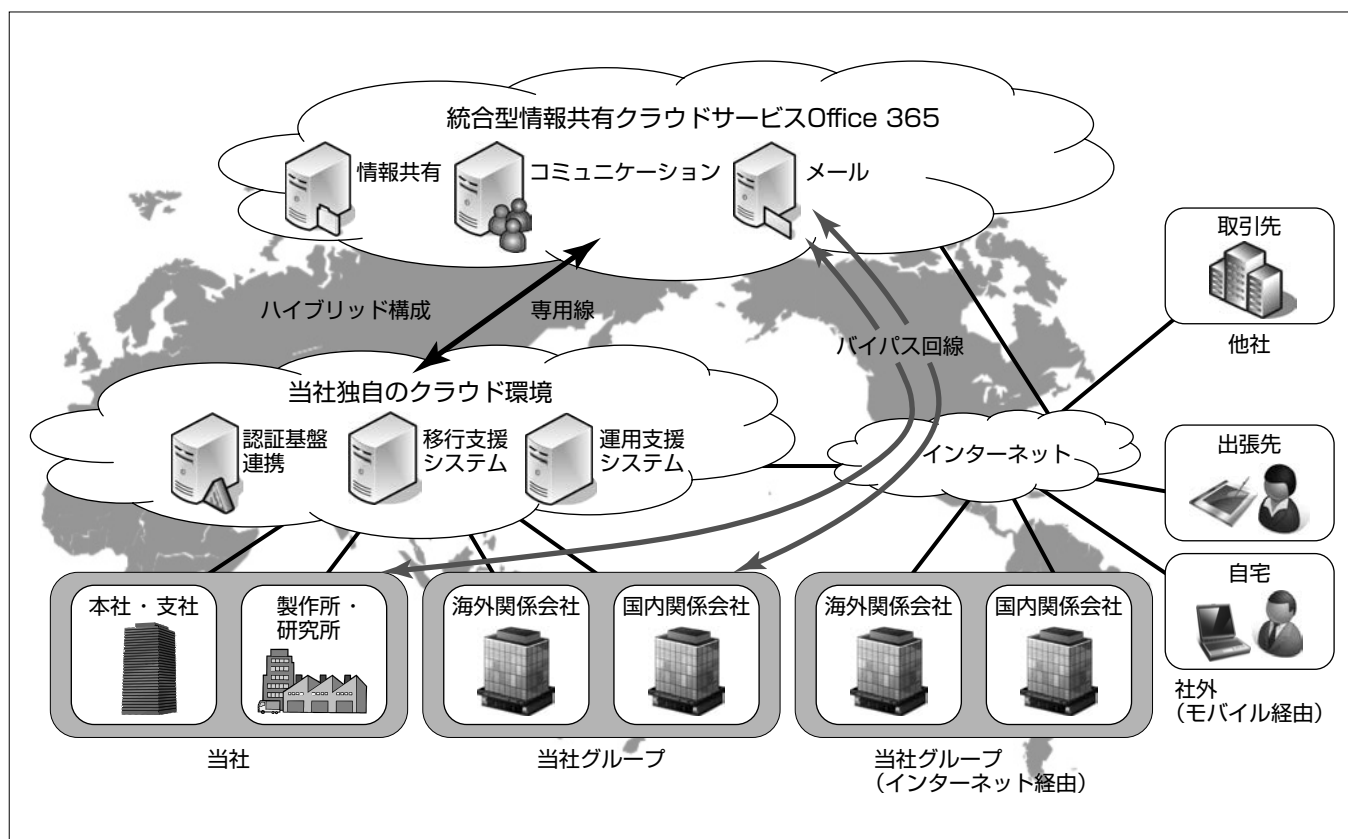 統合型情報共有クラウドサービスOffice 365
情報共有
コミュニケーション
メール
取引先
他社
ハイブリッド構成
専用線
バイパス回線
当社独自のクラウド環境
認証基盤
連携
移行支援
システム
運用支援
システム
インターネット
出張先
自宅
社外
（モバイル経由）
本社・支社
製作所・
研究所
当社
海外関係会社
国内関係会社
当社グループ
海外関係会社
国内関係会社
当社グループ
（インターネット経由）